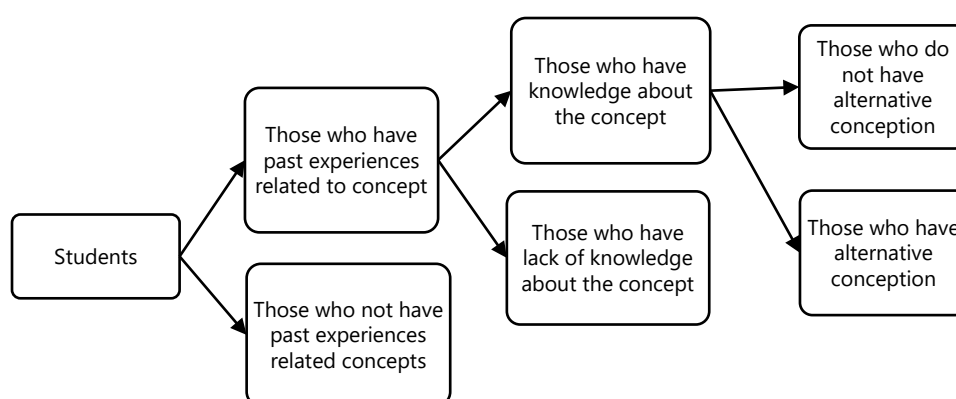 Students
Those who have
past experiences
related to concept
Those who not have
past experiences
related concepts
Those who have
knowledge about
the concept
Those who have
lack of knowledge
about the concept
Those who do
not have
alternative
conception
Those who have
alternative
conception